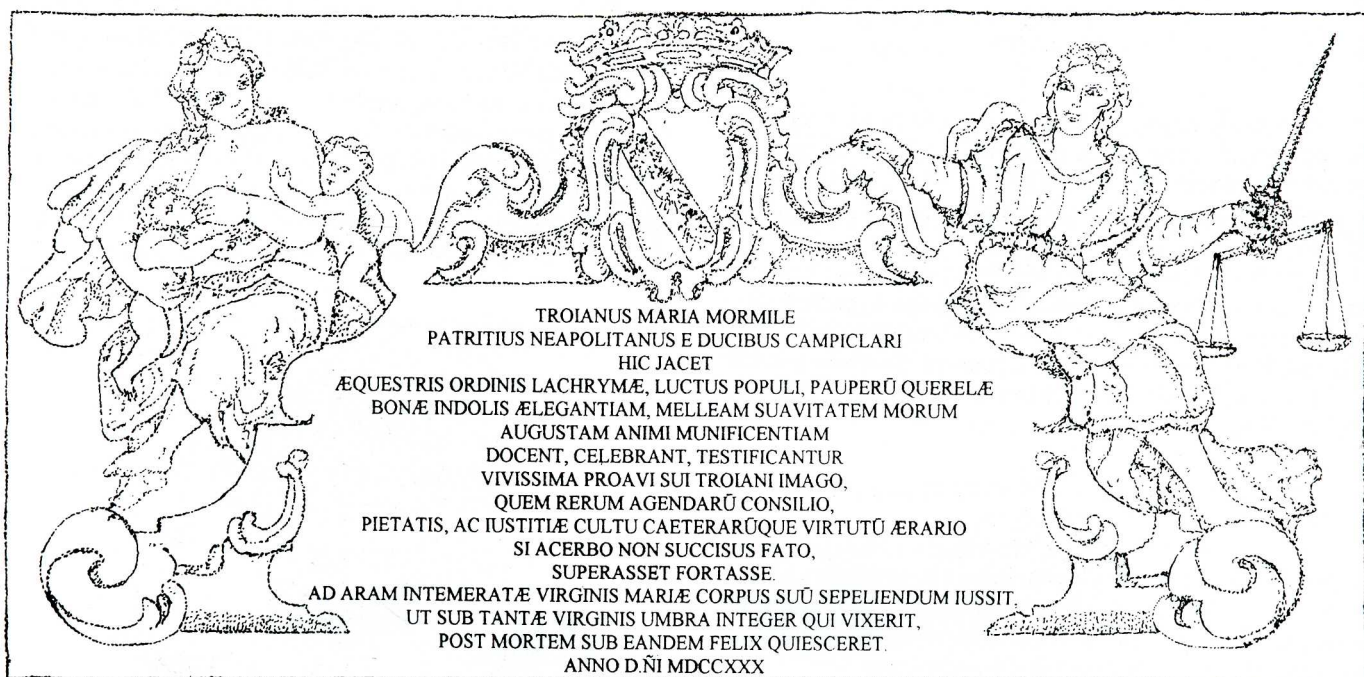 TROIANUS MARIA MORMILE
PATRITIUS NEAPOLITANUS E DUCIBUS CAMPICLARI
HIC JACET
ÆQUESTRIS ORDINIS LACHRYMÆ, LUCTUS POPULI, PAUPERŪ QUERELÆ
BONÆ INDOLIS ÆLEGANTIAM, MELLEAM SUAVITATEM MORUM
AUGUSTAM ANIMI MUNIFICENTIAM
DOCENT, CELEBRANT, TESTIFICANTUR
VIVISSIMA PROAVI SUI TROIANI IMAGO,
QUEM RERUM AGENDARŪ CONSILIO,
PIETATIS, AC IUSTITIÆ CULTU CAETERARŪQUE VIRTUTŪ ÆRARIO
SI ACERBO NON SUCCISUS FATO,
SUPERASSET FORTASSE.
AD ARAM INTEMERATÆ VIRGINIS MARIÆ CORPUS SUŪ SEPELIENDUM IUSSIT,
UT SUB TANTÆ VIRGINIS UMBRA INTEGER QUI VIXERIT,
POST MORTEM SUB EANDEM FELIX QUIESCERET.
ANNO D.ÑI MDCCXXX